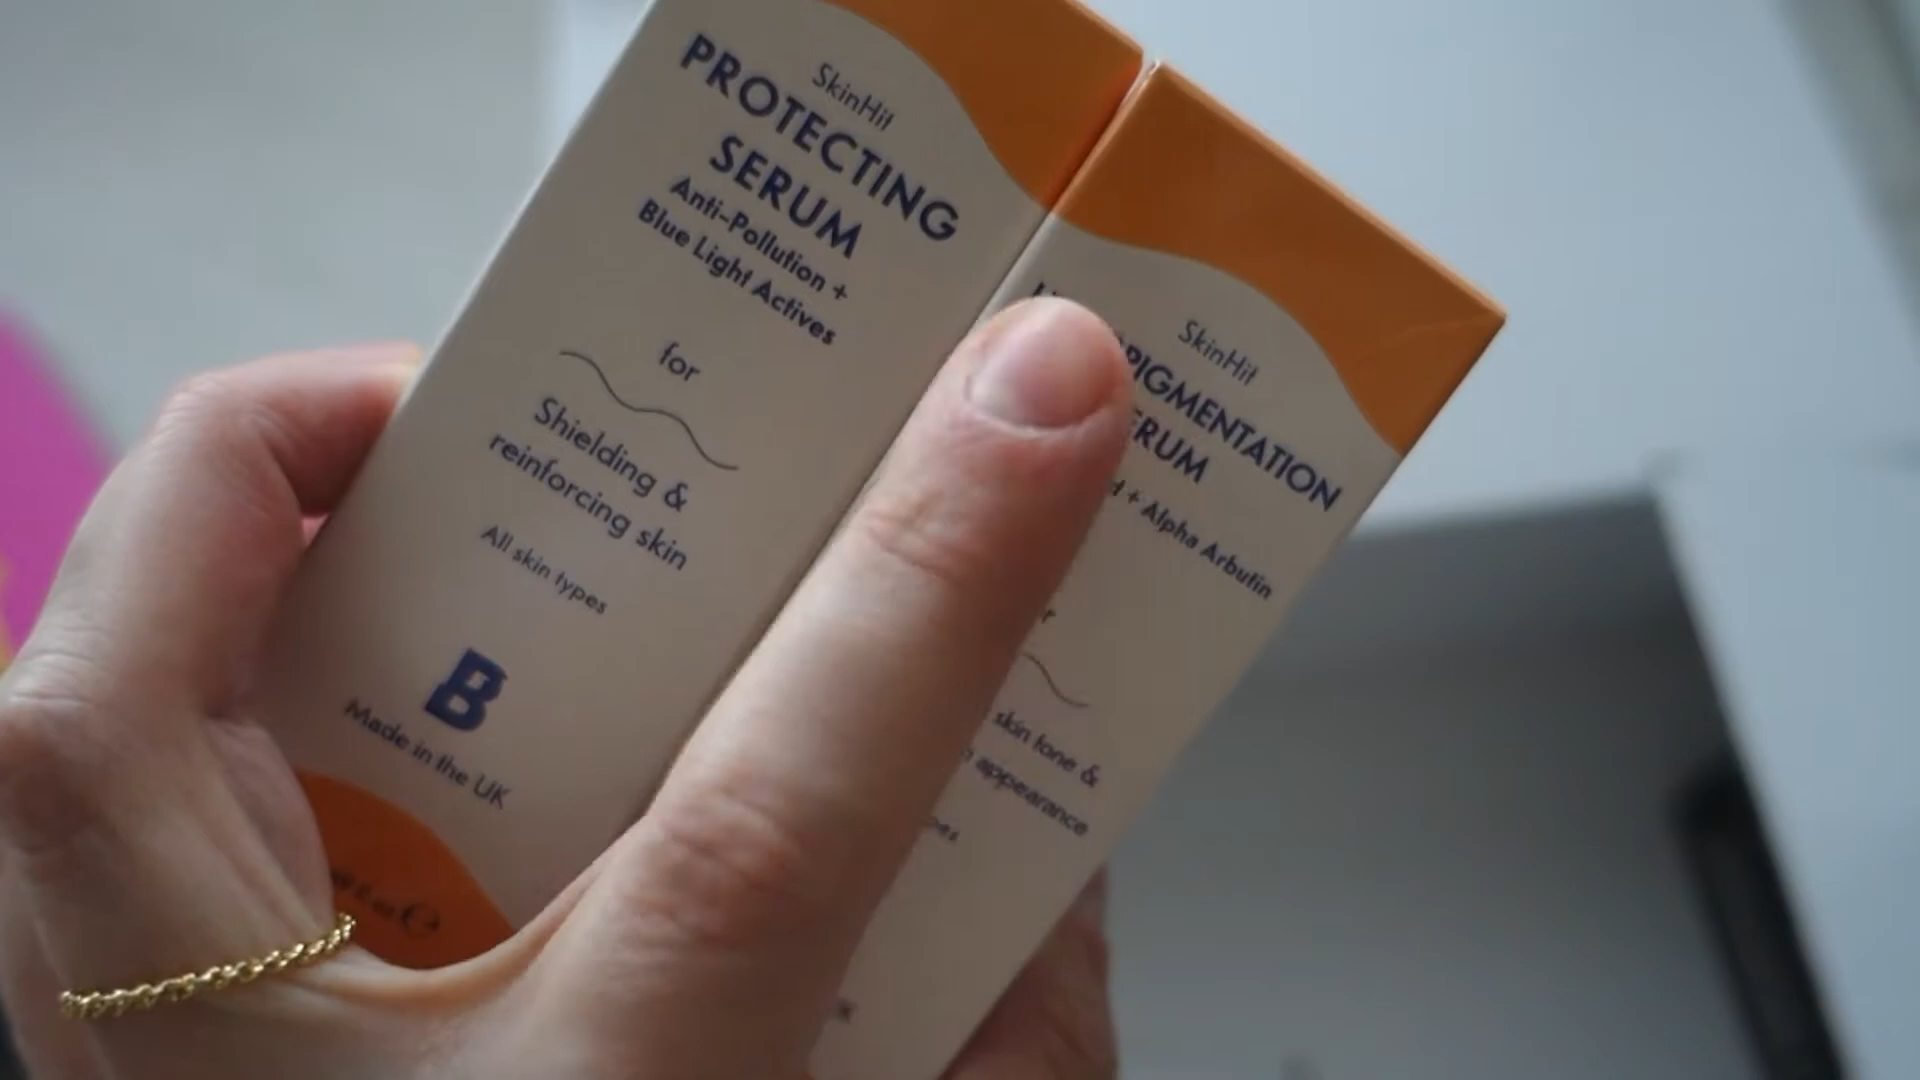 SkinHit
PROTECTING
SERUM
Anti-Pollution +
Blue Light Actives
for
Shielding &
reinforcing skin
All skin types
B
Made in the UK
SkinHit
PIGMENTATION
ERUM
+ Alpha Arbutin
skin tone &
appearance